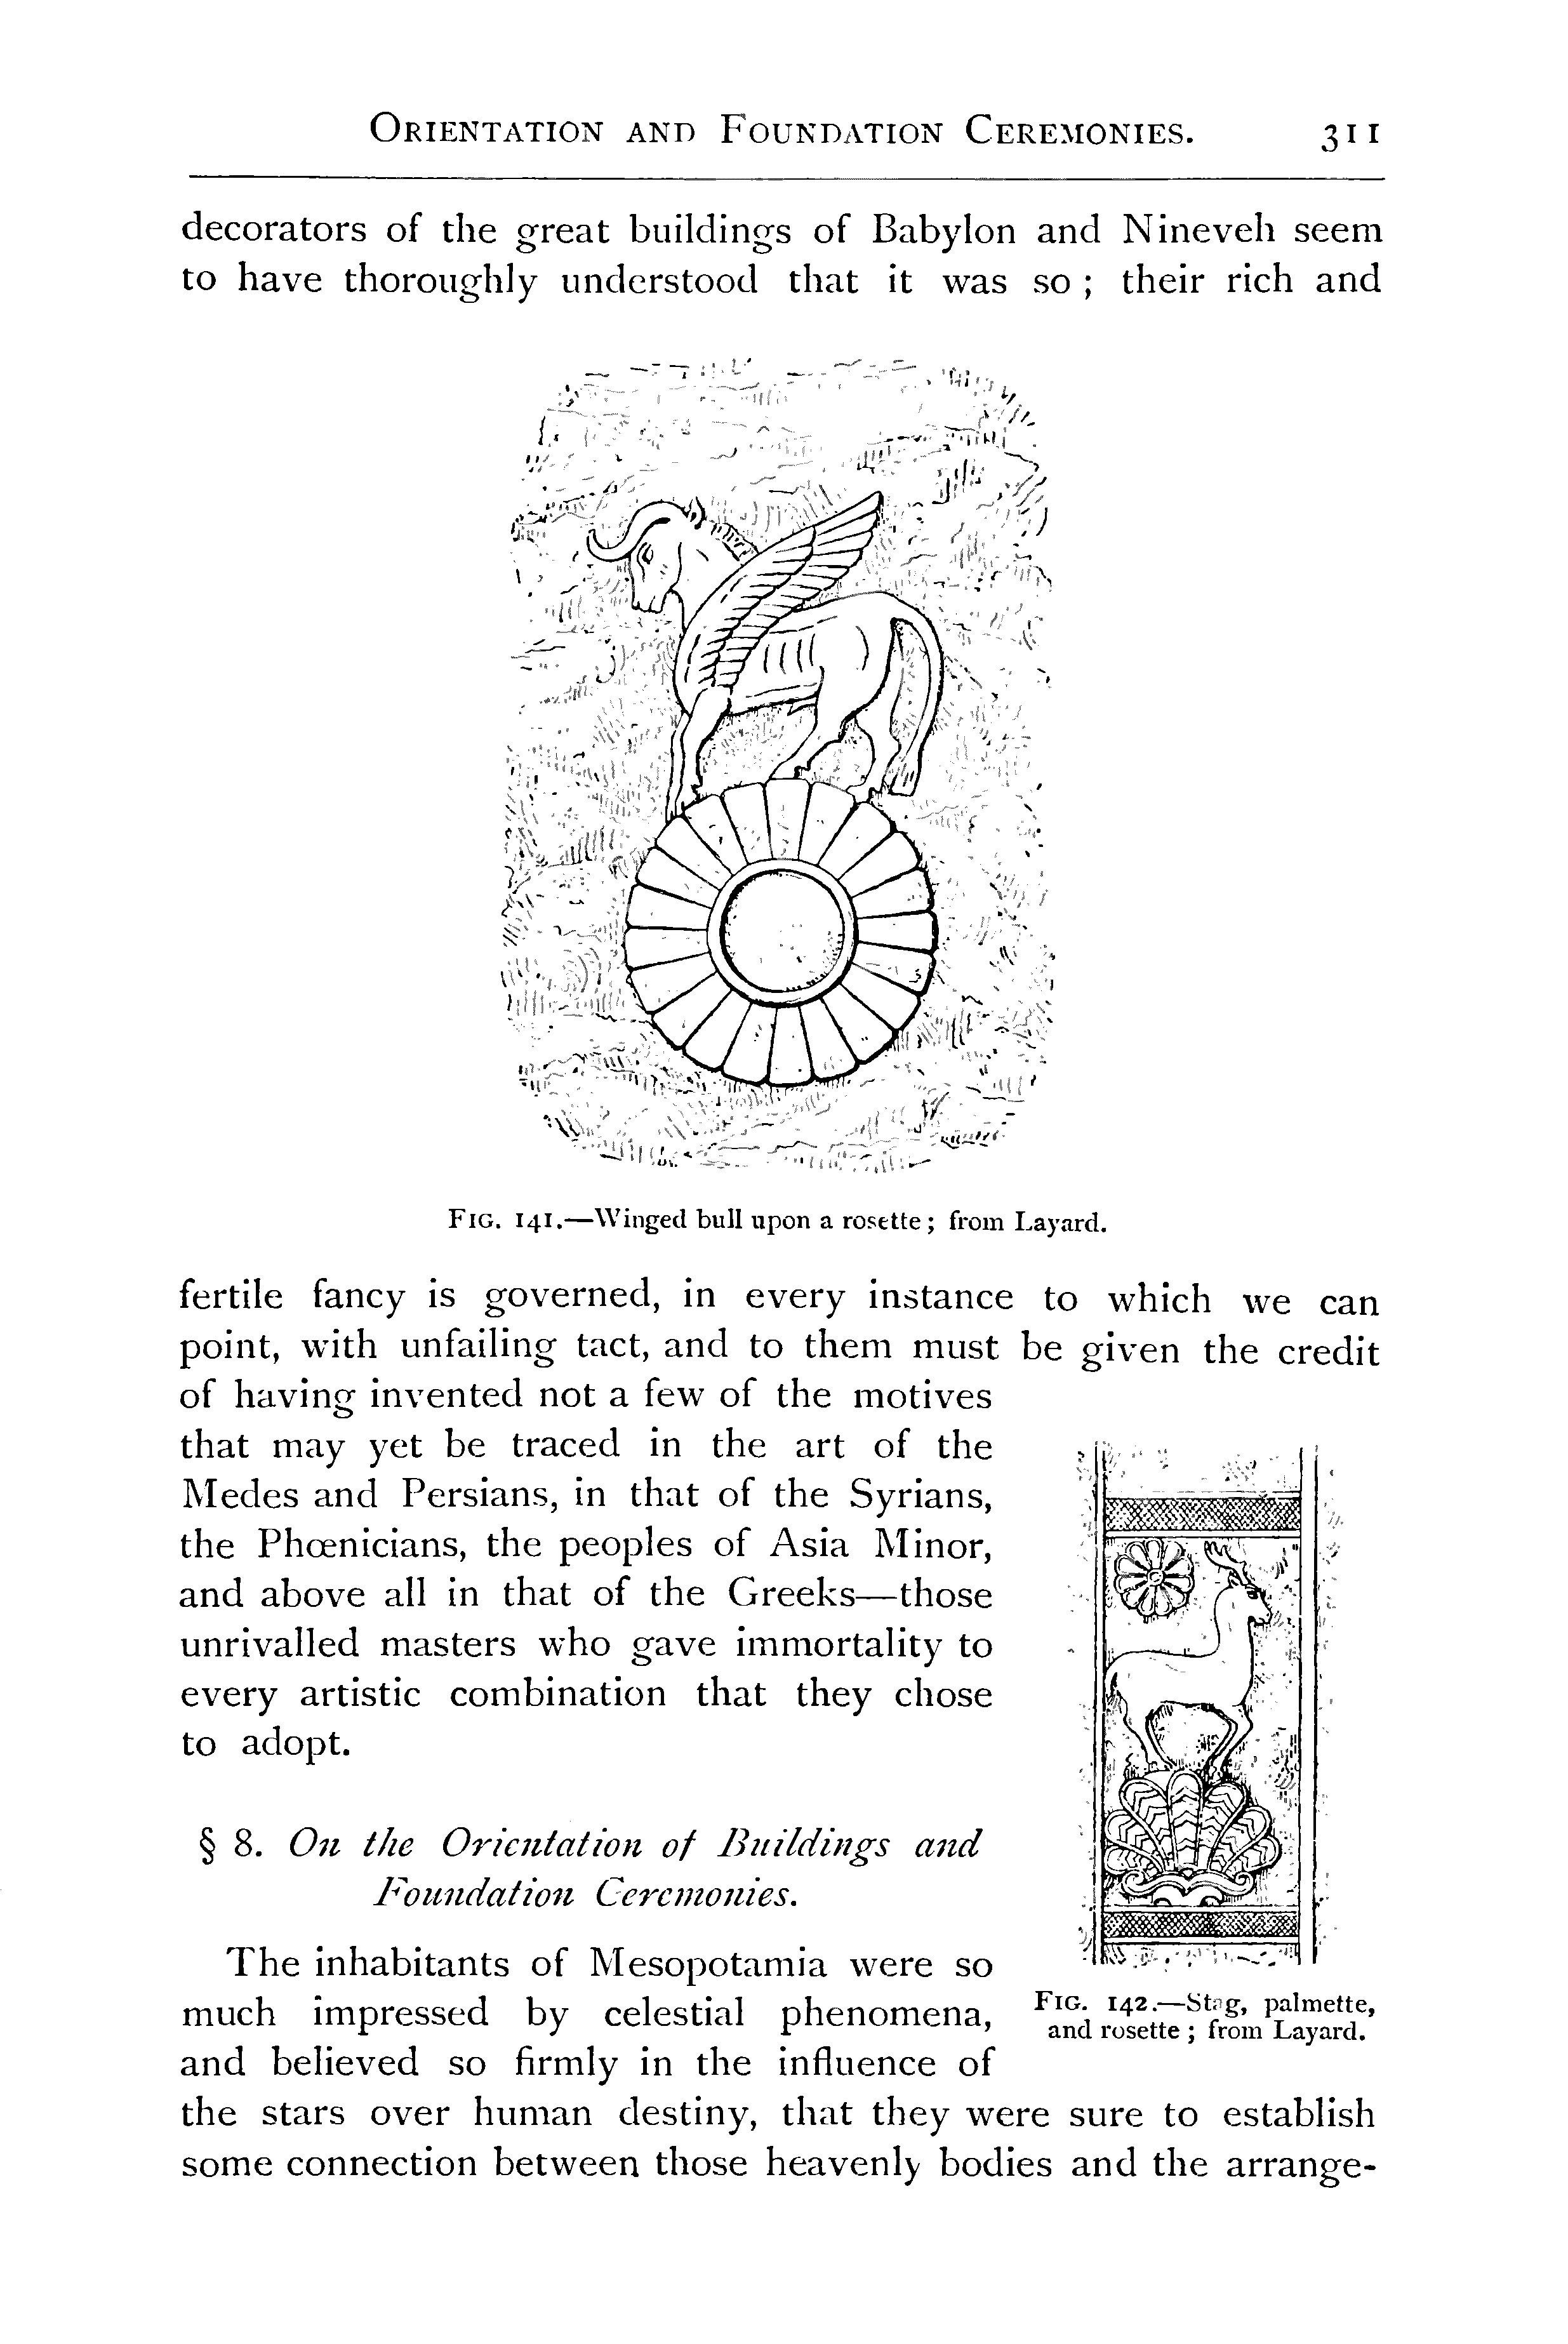 ORIENTATION AND FOUNDATION CEREMONIES. 311
decorators of the great buildings of Babylon and Nineveh seem
to have thoroughly understood that it was so ; their rich and
FIG. 141.—Winged bull upon a rosette ; from Layard.
fertile fancy is governed, in every instance to which we can
point, with unfailing tact, and to them must be given the credit
of having invented not a few of the motives
that may yet be traced in the art of the
Medes and Persians, in that of the Syrians,
the Phœnicians, the peoples of Asia Minor,
and above all in that of the Greeks—those
unrivalled masters who gave immortality to
every artistic combination that they chose
to adopt.
§ 8. On the Orientation of Buildings and
Foundation Ceremonies.
The inhabitants of Mesopotamia were so
much impressed by celestial phenomena,
and believed so firmly in the influence of
FIG. 142.—Stag, palmette,
and rosette ; from Layard.
the stars over human destiny, that they were sure to establish
some connection between those heavenly bodies and the arrange-